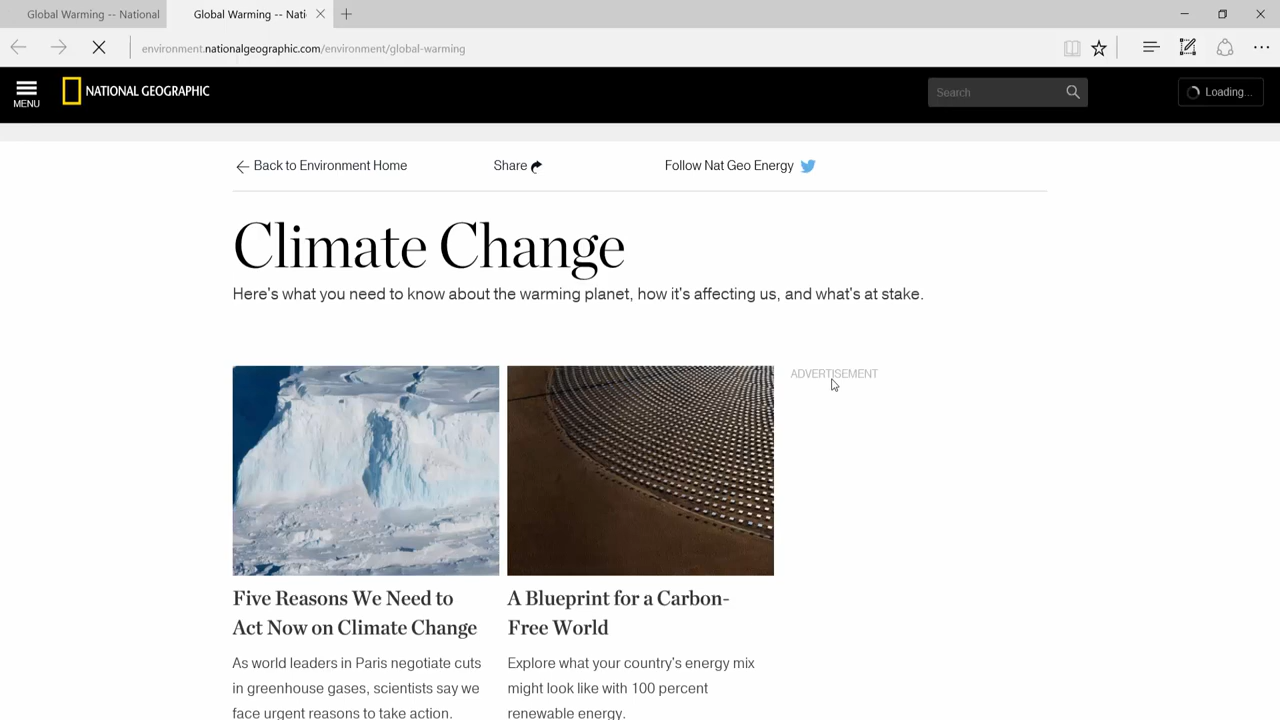 Global Warming -- National
Global Warming -- Nati
environment.nationalgeographic.com/environment/global-warming
MENU
NATIONAL GEOGRAPHIC
Search
Loading...
Back to Environment Home
Share
Follow Nat Geo Energy
Climate Change
Here's what you need to know about the warming planet, how it's affecting us, and what's at stake.
ADVERTISEMENT
Five Reasons We Need to
Act Now on Climate Change
As world leaders in Paris negotiate cuts
in greenhouse gases, scientists say we
face urgent reasons to take action.
A Blueprint for a Carbon-
Free World
Explore what your country's energy mix
might look like with 100 percent
renewable energy.